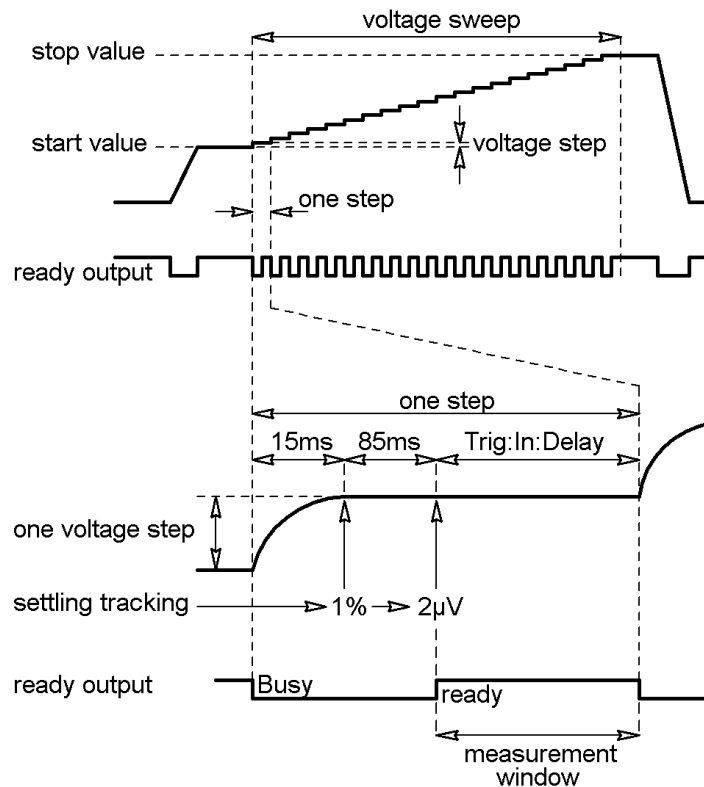 voltage sweep
stop value
start value
voltage step
one step
ready output
one step
15ms
85ms
Trig:In:Delay
one voltage step
settling tracking
1%
2µV
ready output
Busy
ready
measurement
window